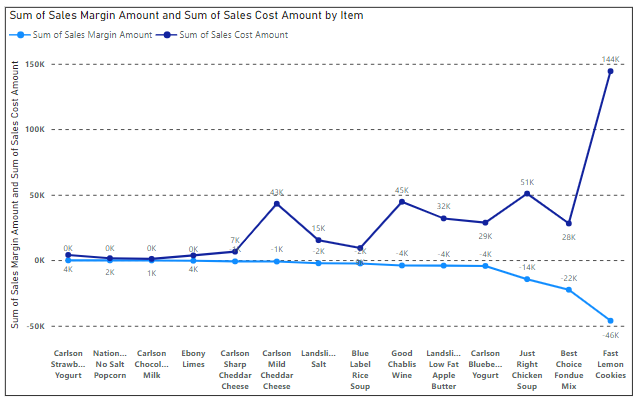 Sum of Sales Margin Amount and Sum of Sales Cost Amount by Item
Sum of Sales Margin Amount Sum of Sales Cost Amount
Sum of Sales Margin Amount and Sum of Sales Cost Amount
150K
100K
50K
0K
-50K
0K 0K 0K 0K 7K 43K 15K 45K 32K 29K 51K 28K 144K
4K 2K 1K 4K -1K -2K -2K -4K -4K -4K -14K -22K -46K
Carlson Strawb... Yogurt
Nation... No Salt Popcorn
Carlson Chocol... Milk
Ebony Limes
Carlson Sharp Cheddar Cheese
Carlson Mild Cheddar Cheese
Landsli... Salt
Blue Label Rice Soup
Good Chablis Wine
Landsli... Low Fat Apple Butter
Carlson Bluebe... Yogurt
Just Right Chicken Soup
Best Choice Fondue Mix
Fast Lemon Cookies